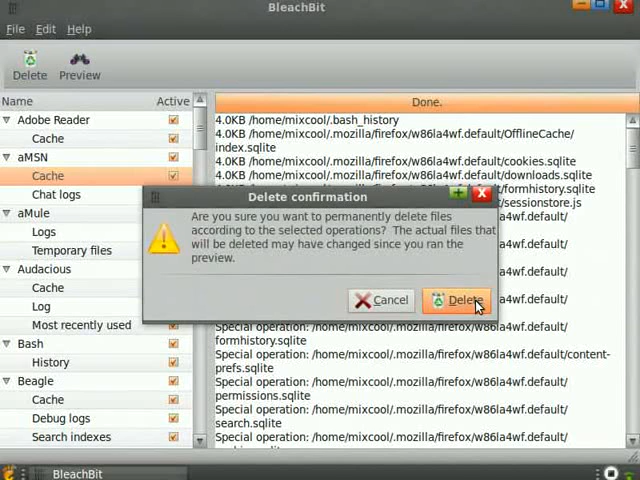 BleachBit
File Edit Help
Delete Preview
Name Active
Adobe Reader
Cache
aMSN
Cache
Chat logs
aMule
Logs
Temporary files
Audacious
Cache
Log
Most recently used
Bash
History
Beagle
Cache
Debug logs
Search indexes
Done.
4.0KB /home/mixcool/.bash_history
4.0KB /home/mixcool/.mozilla/firefox/w86la4wf.default/OfflineCache/
index.sqlite
4.0KB /home/mixcool/.mozilla/firefox/w86la4wf.default/cookies.sqlite
4.0KB /home/mixcool/.mozilla/firefox/w86la4wf.default/downloads.sqlite
/formhistory.sqlite
/sessionstore.js
4wf.default/
4wf.default/
4wf.default/
4wf.default/
Delete confirmation
Are you sure you want to permanently delete files
according to the selected operations? The actual files that
will be deleted may have changed since you ran the
preview.
Cancel Delete
Special operation: /home/mixcool/.mozilla/firefox/w86la4wf.default/
formhistory.sqlite
Special operation: /home/mixcool/.mozilla/firefox/w86la4wf.default/content-
prefs.sqlite
Special operation: /home/mixcool/.mozilla/firefox/w86la4wf.default/
permissions.sqlite
Special operation: /home/mixcool/.mozilla/firefox/w86la4wf.default/
search.sqlite
Special operation: /home/mixcool/.mozilla/firefox/w86la4wf.default/
BleachBit